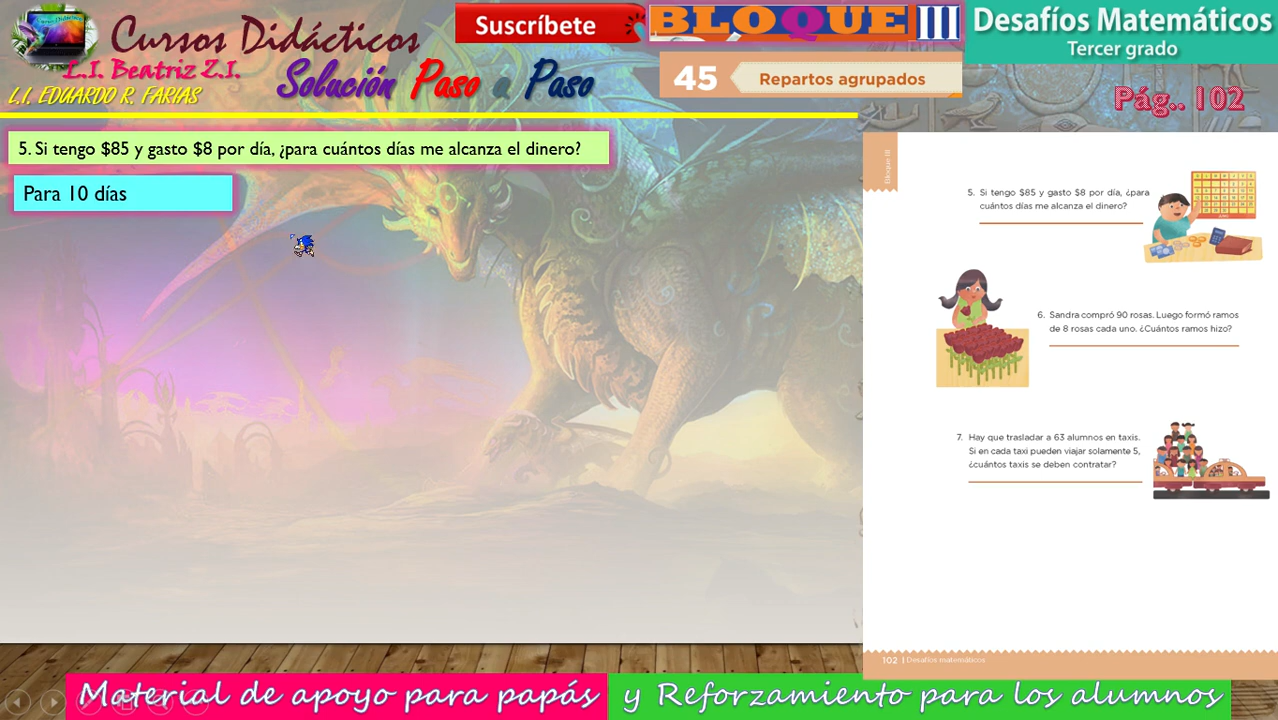 Cursos Didácticos
L.I. Beatriz Z.I.
L.I. EDUARDO R. FARIAS
Solución Paso a Paso
Suscríbete
BLOQUE III
45 Repartos agrupados
Desafíos Matemáticos
Tercer grado
Pág.. 102
5. Si tengo $85 y gasto $8 por día, ¿para cuántos días me alcanza el dinero?
Para 10 días
Bloque III
5. Si tengo $85 y gasto $8 por día, ¿para
cuántos días me alcanza el dinero?
6. Sandra compró 90 rosas. Luego formó ramos
de 8 rosas cada uno. ¿Cuántos ramos hizo?
7. Hay que trasladar a 63 alumnos en taxis.
Si en cada taxi pueden viajar solamente 5,
¿cuántos taxis se deben contratar?
102 | Desafíos matemáticos
Material de apoyo para papás y Reforzamiento para los alumnos